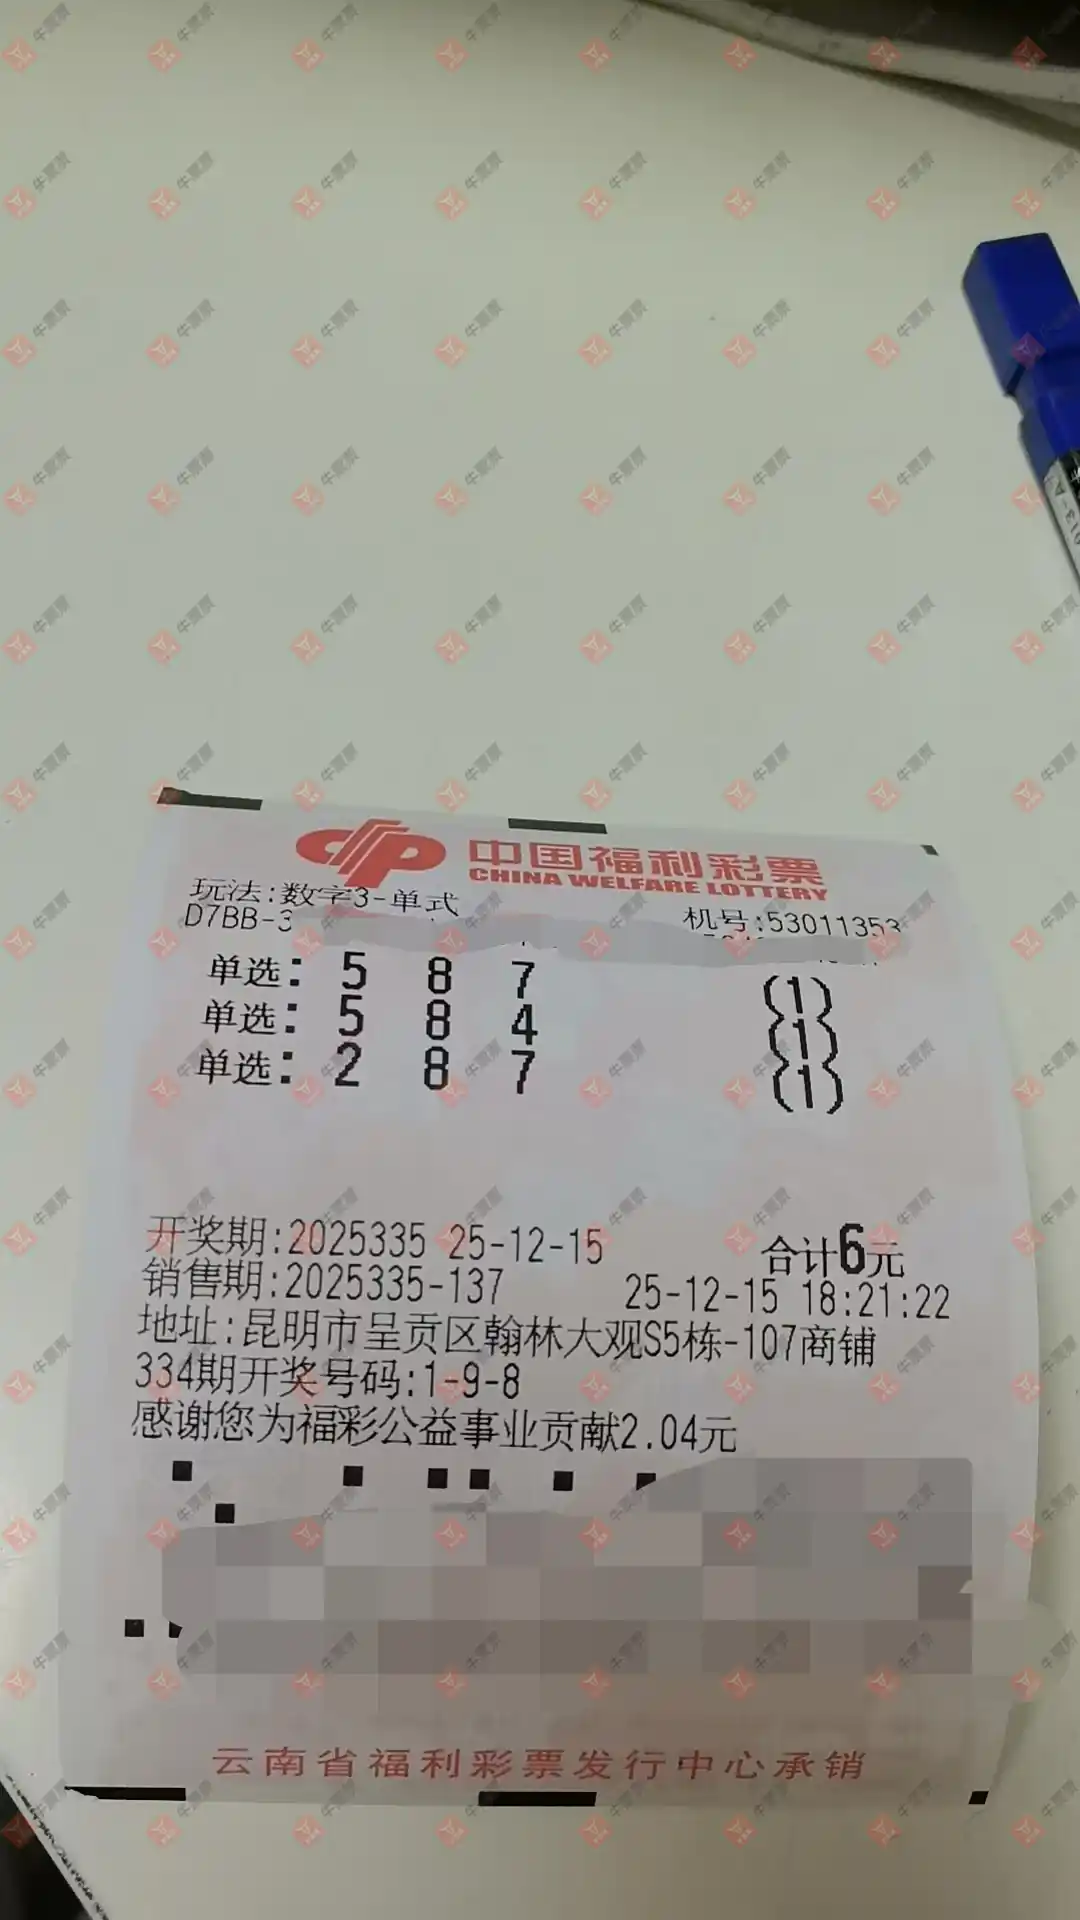 中国福利彩票
CHINA WELFARE LOTTERY
玩法:数字3-单式
D7BB-3
机号:53011353
单选: 5 8 7 (1)
单选: 5 8 4 (1)
单选: 2 8 7 (1)
开奖期:2025335 25-12-15
合计6元
销售期:2025335-137 25-12-15 18:21:22
地址:昆明市呈贡区翰林大观S5栋-107商铺
334期开奖号码:1-9-8
感谢您为福彩公益事业贡献2.04元
云南省福利彩票发行中心承销